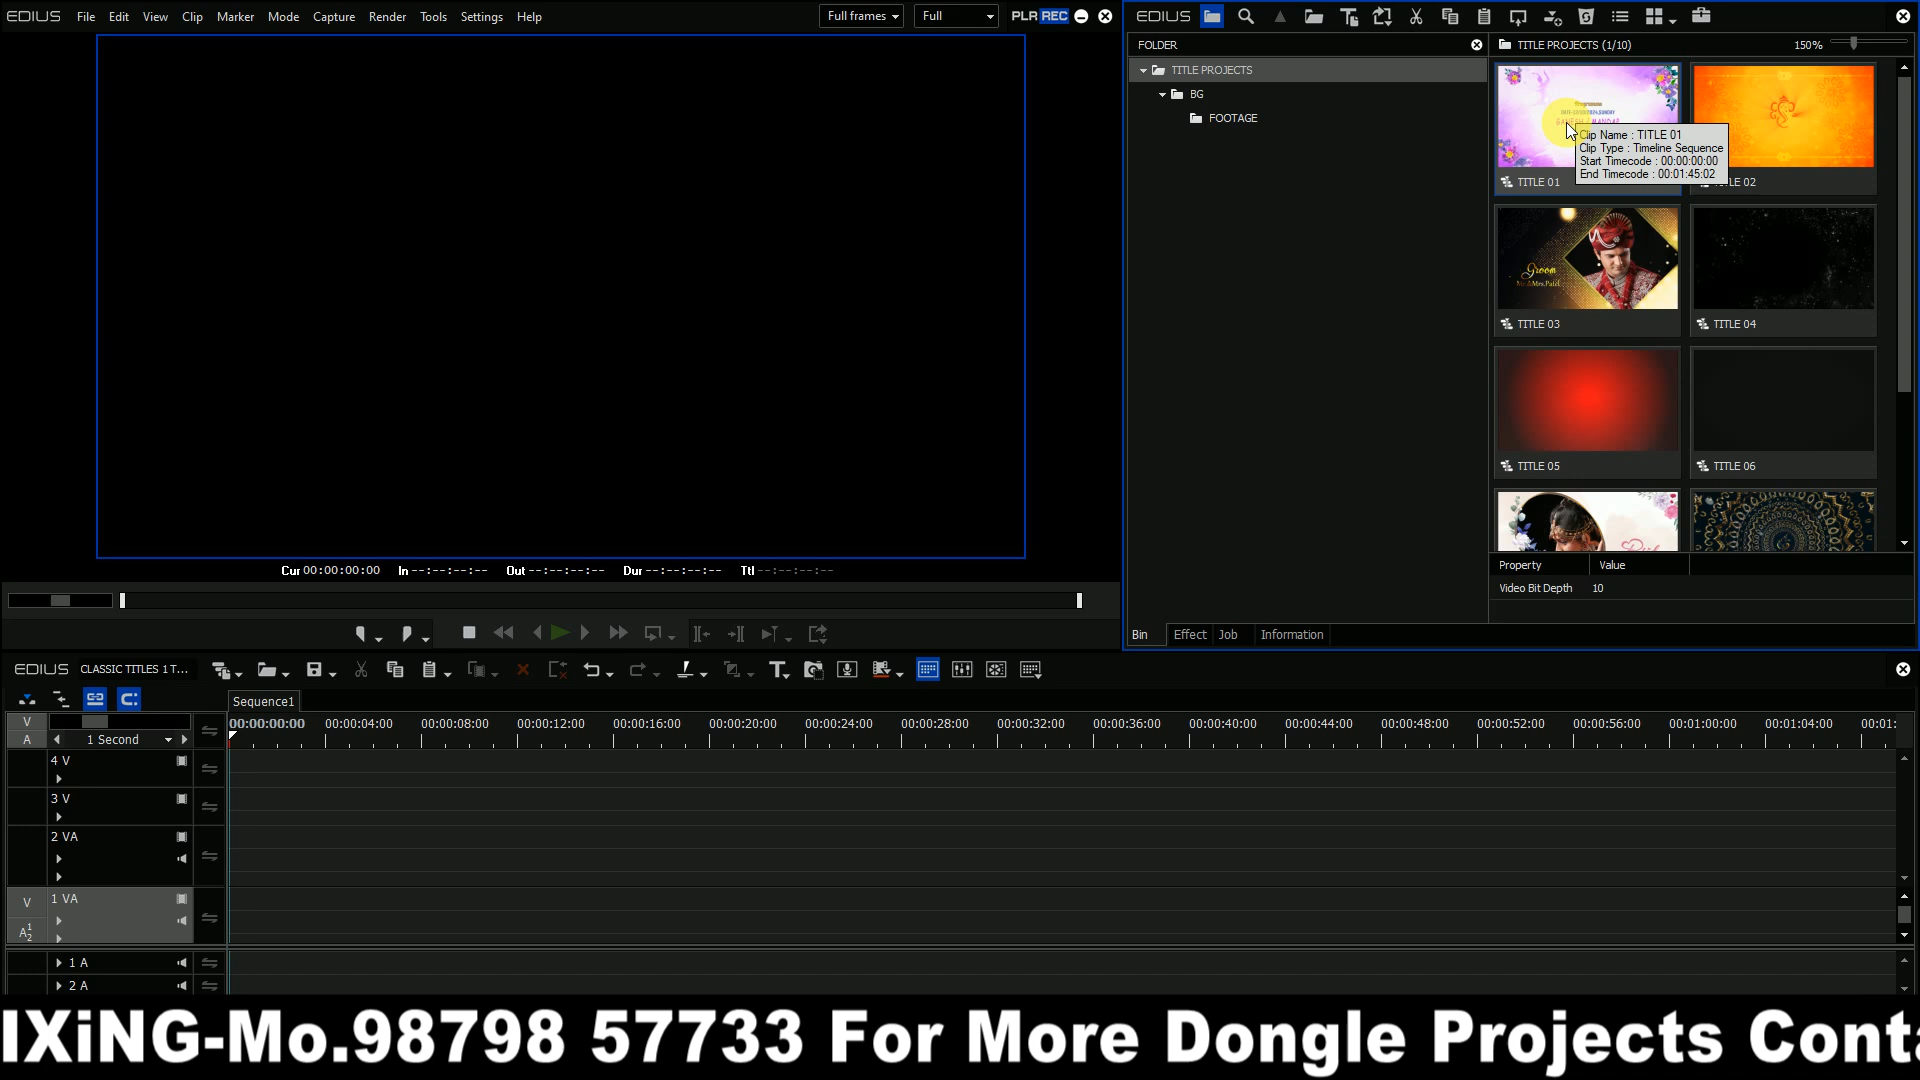 EDIUS File Edit View Clip Marker Mode Capture Render Tools Settings Help
Full frames Full PLR REC
EDIUS
FOLDER
TITLE PROJECTS (1/10) 150%
TITLE PROJECTS
BG
FOOTAGE
Clip Name : TITLE 01
Clip Type : Timeline Sequence
Start Timecode : 00:00:00:00
End Timecode : 00:01:45:02
TITLE 01
Groom
TITLE 03 TITLE 04
TITLE 05 TITLE 06
Property Value
Video Bit Depth 10
Bin Effect Job Information
Cur 00:00:00:00 In --:--:--:-- Out --:--:--:-- Dur --:--:--:-- Ttl --:--:--:--
EDIUS CLASSIC TITLES 1 T...
Sequence1
V 00:00:00:00 00:00:04:00 00:00:08:00 00:00:12:00 00:00:16:00 00:00:20:00 00:00:24:00 00:00:28:00 00:00:32:00 00:00:36:00 00:00:40:00 00:00:44:00 00:00:48:00 00:00:52:00 00:00:56:00 00:01:00:00 00:01:04:00 00:01:
A 1 Second
4 V
3 V
2 VA
V 1 VA
A 1 2
1 A
2 A
IXiNG-Mo.98798 57733 For More Dongle Projects Conta